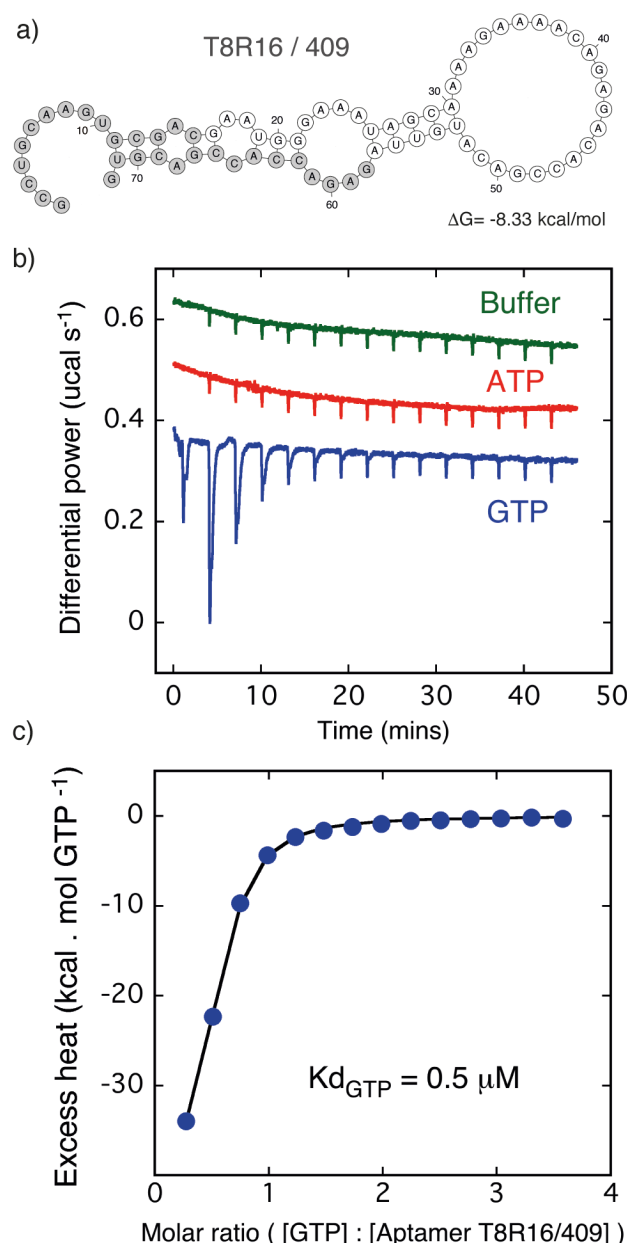 a)
T8R16 / 409
GCCUGCAAGUGCGACGAAUGGGAAAUAGCAAAAGAAAACAGAGACACCGACAUGUUAGAGACCACCGACGUG
10
20
30
40
50
60
70
ΔG= -8.33 kcal/mol
b)
Differential power (ucal s-1)
0.6
0.4
0.2
0
Buffer
ATP
GTP
0 10 20 30 40 50
Time (mins)
c)
Excess heat (kcal . mol GTP -1)
0
-10
-20
-30
KdGTP = 0.5 μM
0 1 2 3 4
Molar ratio ( [GTP] : [Aptamer T8R16/409] )